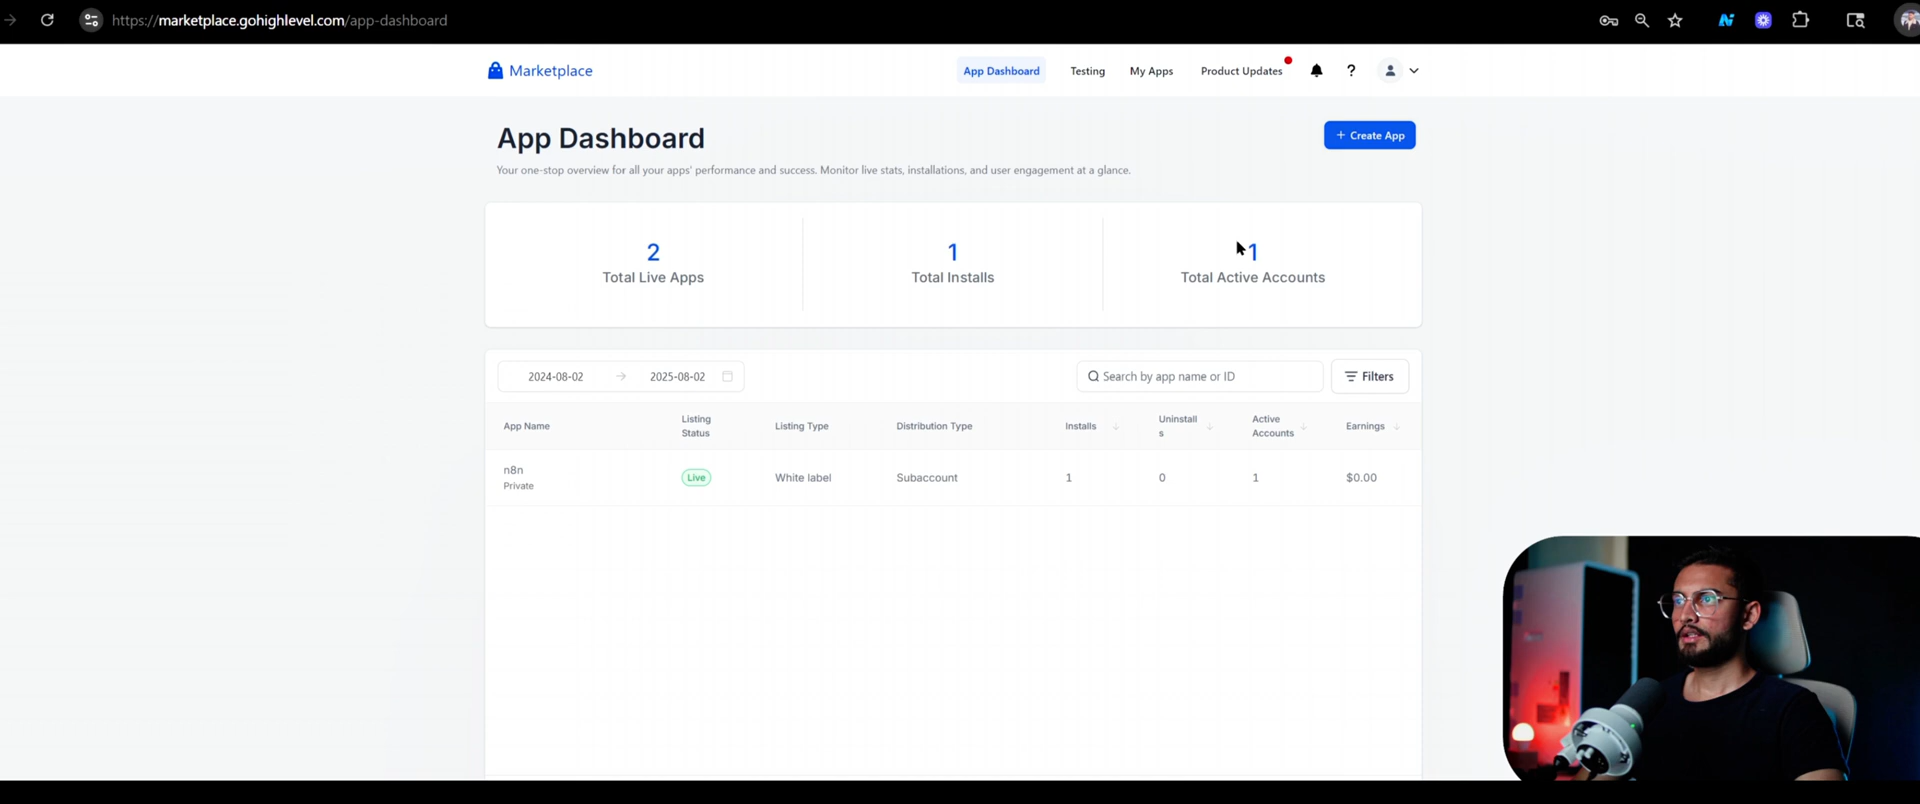 https://marketplace.gohighlevel.com/app-dashboard
Marketplace
App Dashboard
Testing
My Apps
Product Updates
?
App Dashboard
+ Create App
Your one-stop overview for all your apps' performance and success. Monitor live stats, installations, and user engagement at a glance.
2
1
1
Total Live Apps
Total Installs
Total Active Accounts
2024-08-02 → 2025-08-02
Search by app name or ID
Filters
App Name
Listing
Status
Listing Type
Distribution Type
Installs
Uninstall
s
Active
Accounts
Earnings
n8n
Private
Live
White label
Subaccount
1
0
1
$0.00